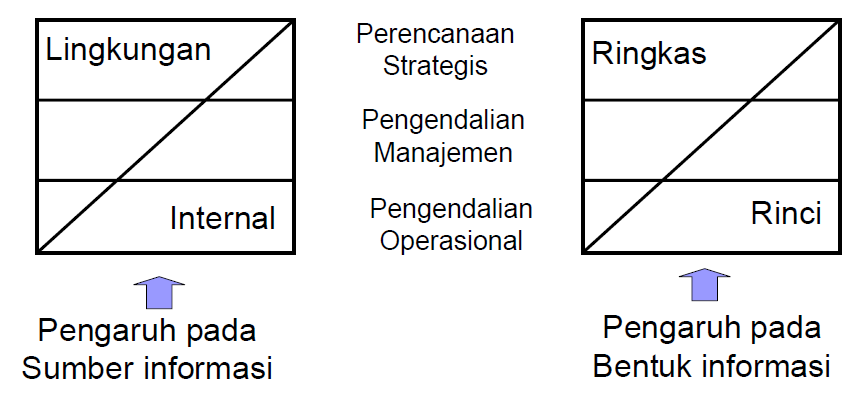 Lingkungan
Internal
Pengaruh pada
Sumber informasi
Perencanaan
Strategis
Pengendalian
Manajemen
Pengendalian
Operasional
Ringkas
Rinci
Pengaruh pada
Bentuk informasi